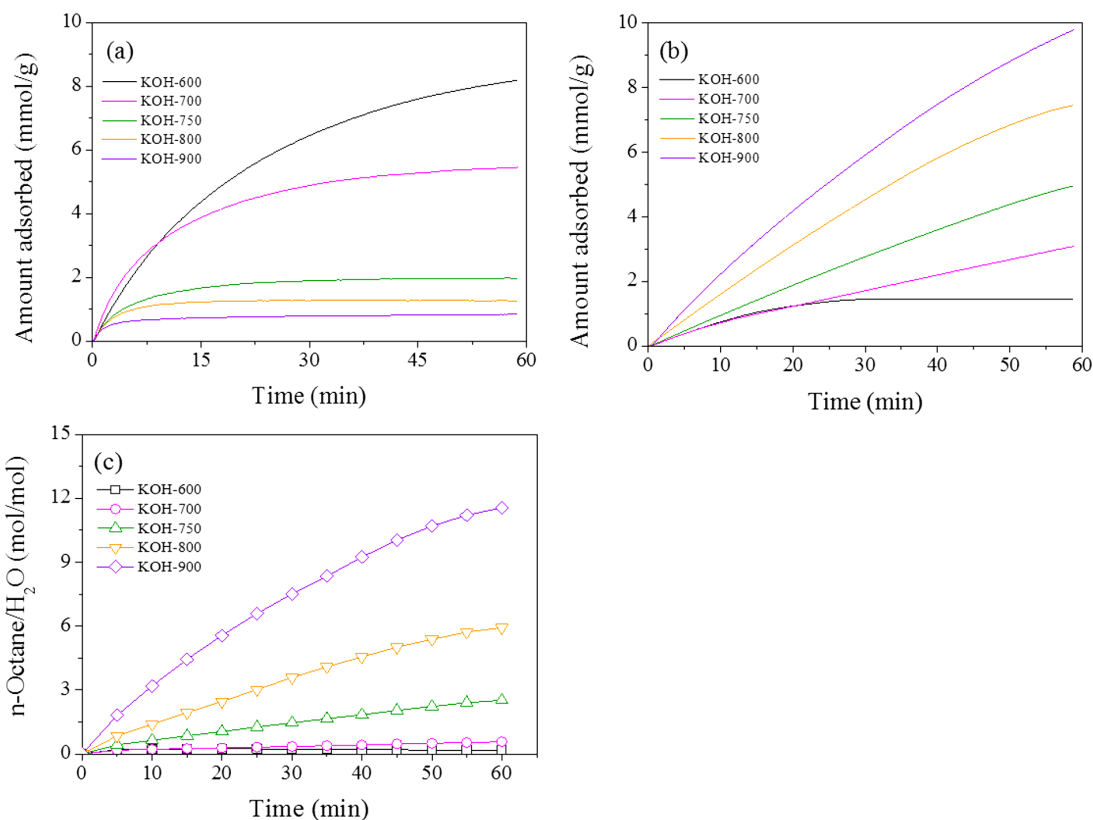 (a)
Amount adsorbed (mmol/g)
10
8
6
4
2
0
KOH-600
KOH-700
KOH-750
KOH-800
KOH-900
0 15 30 45 60
Time (min)
(b)
Amount adsorbed (mmol/g)
10
8
6
4
2
0
KOH-600
KOH-700
KOH-750
KOH-800
KOH-900
0 10 20 30 40 50 60
Time (min)
(c)
n-Octane/H₂O (mol/mol)
15
12
9
6
3
0
KOH-600
KOH-700
KOH-750
KOH-800
KOH-900
0 10 20 30 40 50 60
Time (min)